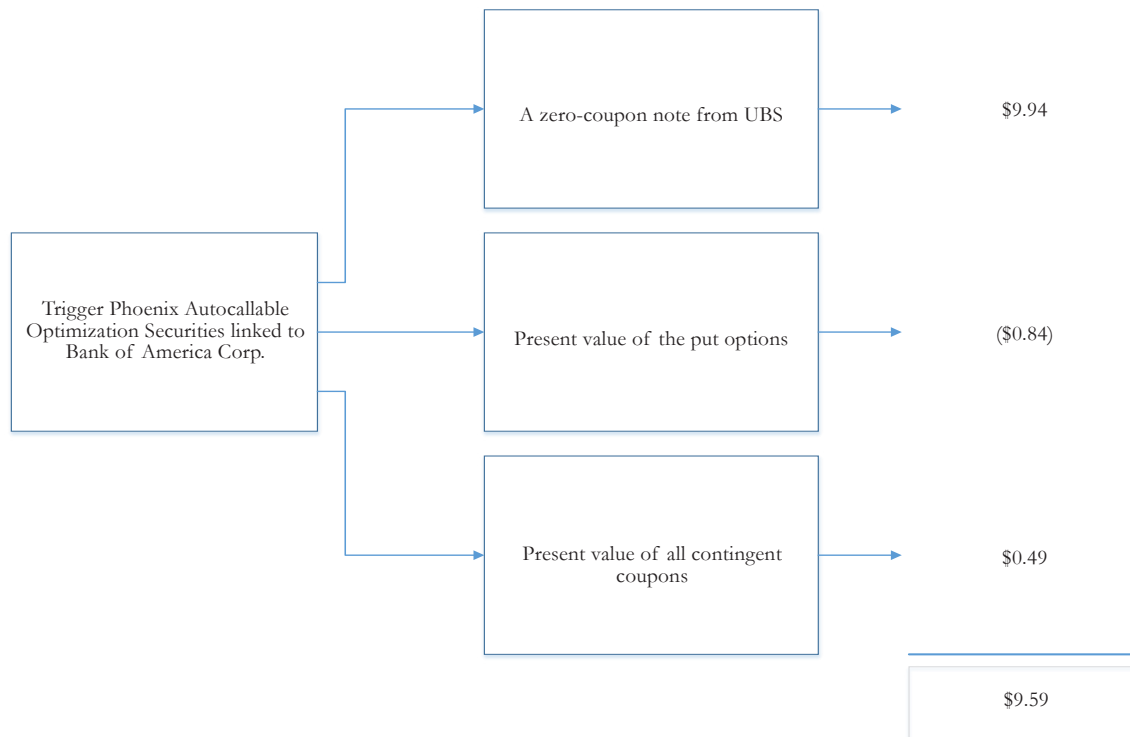 A zero-coupon note from UBS
$9.94
Trigger Phoenix Autocallable
Optimization Securities linked to
Bank of America Corp.
Present value of the put options
($0.84)
Present value of all contingent
coupons
$0.49
$9.59